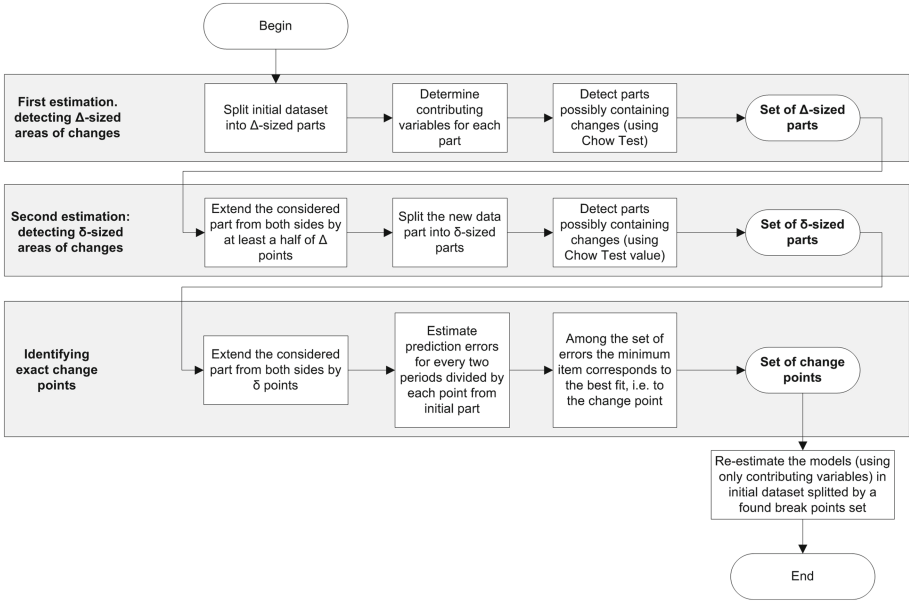 Begin
First estimation.
detecting Δ-sized
areas of changes
Split initial dataset
into Δ-sized parts
Determine
contributing
variables for each
part
Detect parts
possibly containing
changes (using
Chow Test)
Set of Δ-sized
parts
Second estimation:
detecting δ-sized
areas of changes
Extend the considered
part from both sides by
at least a half of Δ
points
Split the new data
part into δ-sized
parts
Detect parts
possibly containing
changes (using
Chow Test value)
Set of δ-sized
parts
Identifying
exact change
points
Extend the considered
part from both sides by
δ points
Estimate
prediction errors
for every two
periods divided by
each point from
initial part
Among the set of
errors the minimum
item corresponds to
the best fit, i.e. to
the change point
Set of change
points
Re-estimate the models (using
only contributing variables) in
initial dataset splitted by a
found break points set
End